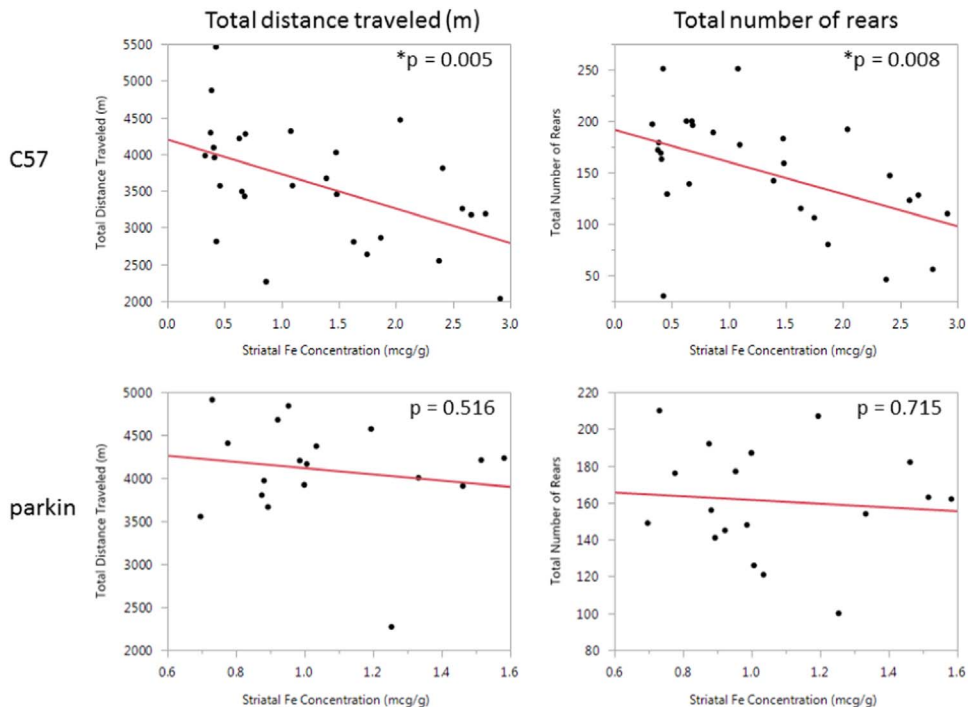 Total distance traveled (m)
Total number of rears
C57
*p = 0.005
Total Distance Traveled (m)
5500
5000
4500
4000
3500
3000
2500
2000
0.0 0.5 1.0 1.5 2.0 2.5 3.0
Striatal Fe Concentration (mcg/g)
*p = 0.008
Total Number of Rears
250
200
150
100
50
0.0 0.5 1.0 1.5 2.0 2.5 3.0
Striatal Fe Concentration (mcg/g)
parkin
p = 0.516
Total Distance Traveled (m)
5000
4500
4000
3500
3000
2500
2000
0.6 0.8 1.0 1.2 1.4 1.6
Striatal Fe Concentration (mcg/g)
p = 0.715
Total Number of Rears
220
200
180
160
140
120
100
80
0.6 0.8 1.0 1.2 1.4 1.6
Striatal Fe Concentration (mcg/g)